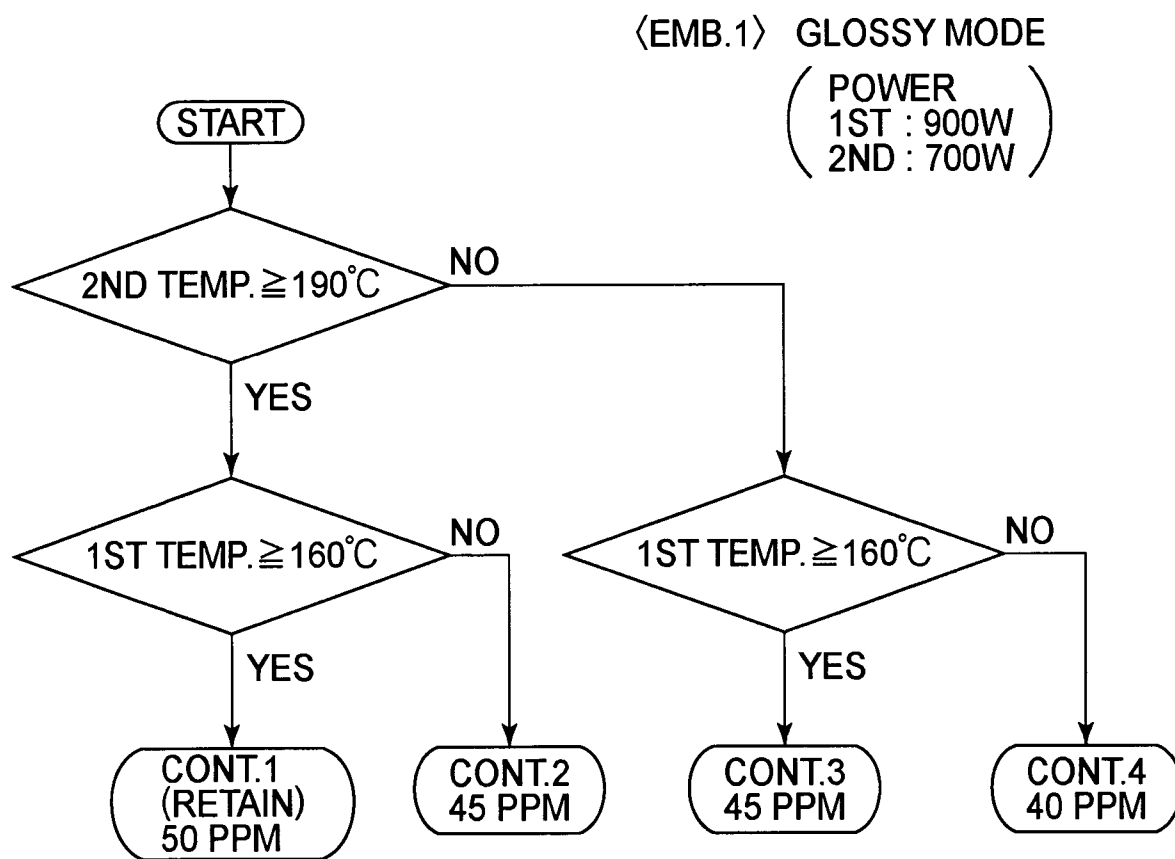 〈EMB.1〉 GLOSSY MODE
POWER
1ST : 900W
2ND : 700W
START
2ND TEMP.≧190℃
NO
YES
1ST TEMP.≧160℃
NO
1ST TEMP.≧160℃
NO
YES
YES
CONT.1
(RETAIN)
50 PPM
CONT.2
45 PPM
CONT.3
45 PPM
CONT.4
40 PPM